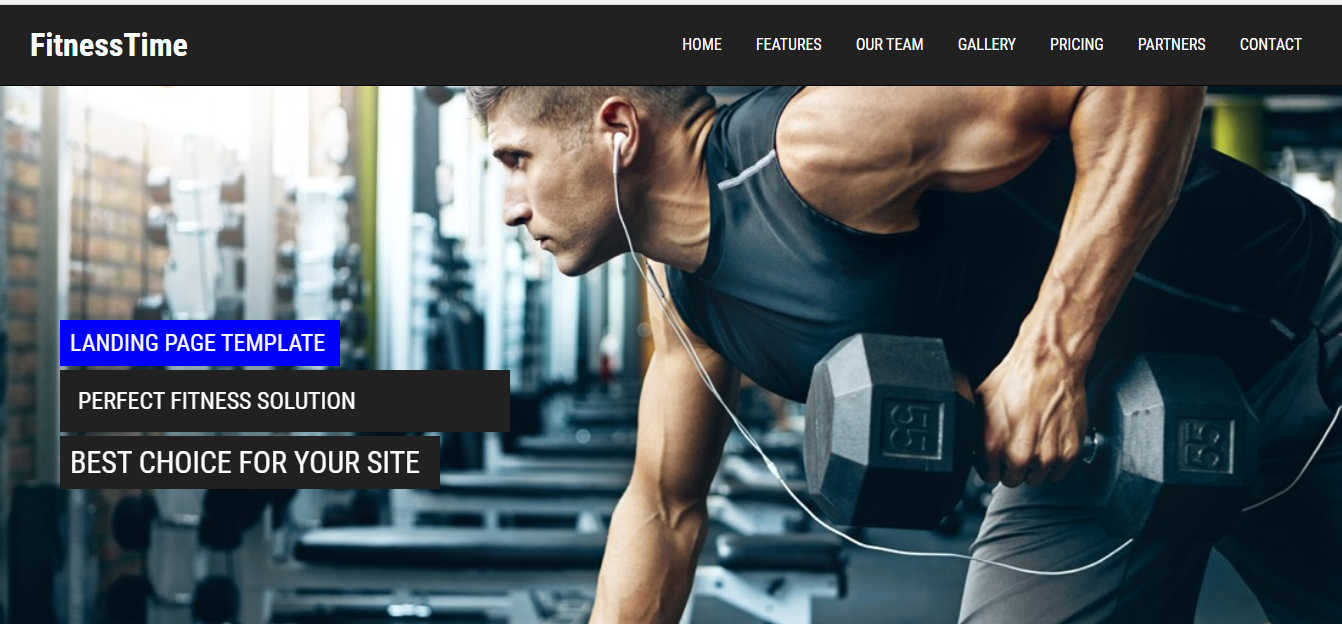 FitnessTime
HOME FEATURES OUR TEAM GALLERY PRICING PARTNERS CONTACT
LANDING PAGE TEMPLATE
PERFECT FITNESS SOLUTION
BEST CHOICE FOR YOUR SITE
55
55